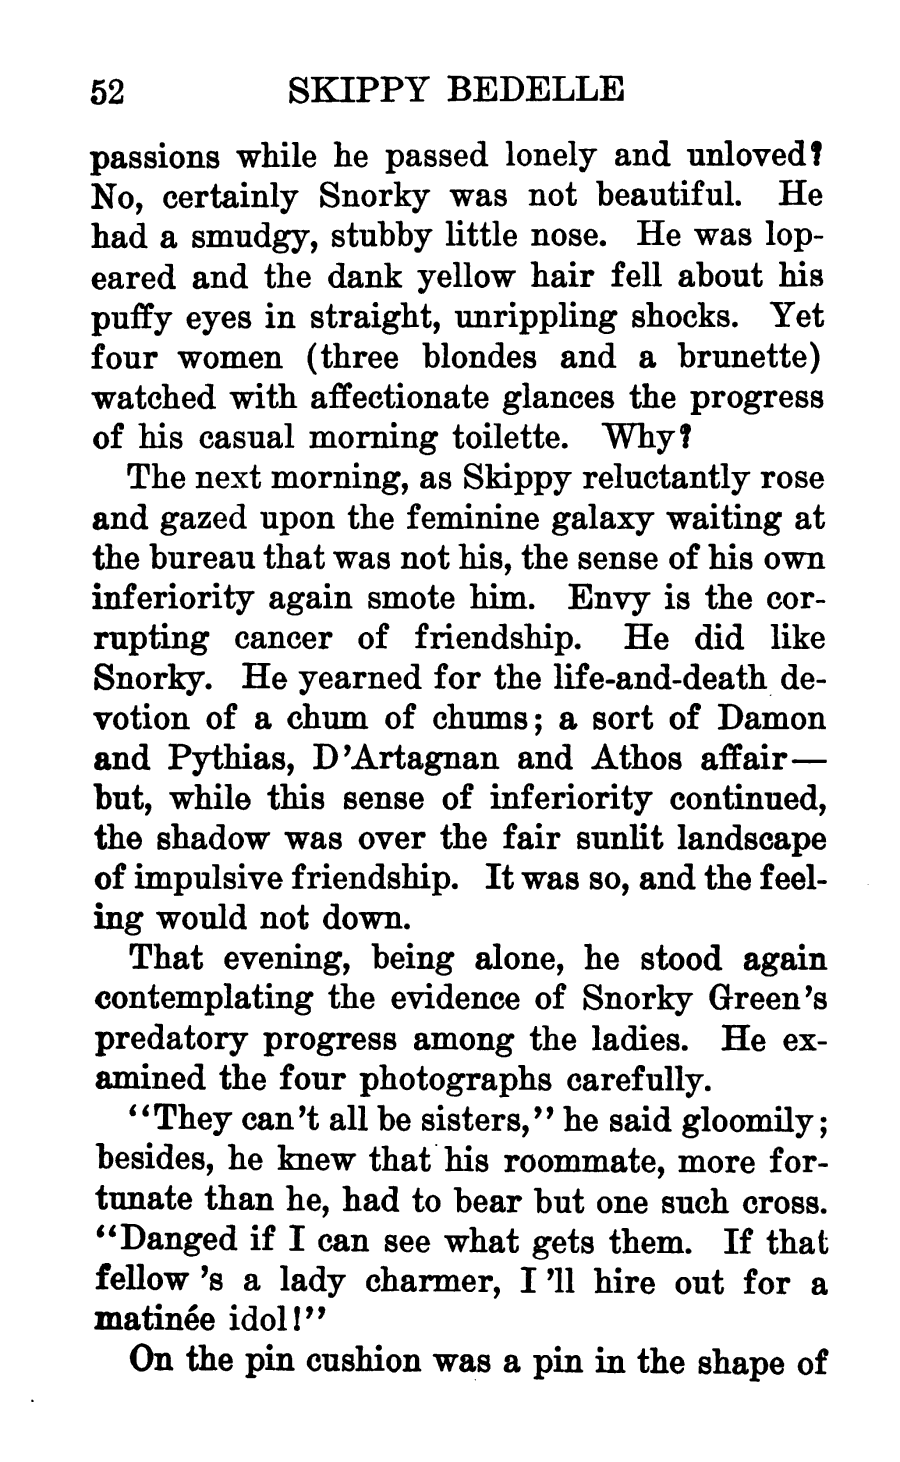 52 SKIPPY BEDELLE
passions while he passed lonely and unloved?
No, certainly Snorky was not beautiful. He
had a smudgy, stubby little nose. He was lop-
eared and the dank yellow hair fell about his
puffy eyes in straight, unrippling shocks. Yet
four women (three blondes and a brunette)
watched with affectionate glances the progress
of his casual morning toilette. Why?
The next morning, as Skippy reluctantly rose
and gazed upon the feminine galaxy waiting at
the bureau that was not his, the sense of his own
inferiority again smote him. Envy is the cor-
rupting cancer of friendship. He did like
Snorky. He yearned for the life-and-death de-
votion of a chum of chums; a sort of Damon
and Pythias, D'Artagnan and Athos affair—
but, while this sense of inferiority continued,
the shadow was over the fair sunlit landscape
of impulsive friendship. It was so, and the feel-
ing would not down.
That evening, being alone, he stood again
contemplating the evidence of Snorky Green's
predatory progress among the ladies. He ex-
amined the four photographs carefully.
"They can't all be sisters," he said gloomily;
besides, he knew that his roommate, more for-
tunate than he, had to bear but one such cross.
"Danged if I can see what gets them. If that
fellow's a lady charmer, I'll hire out for a
matinée idol!"
On the pin cushion was a pin in the shape of